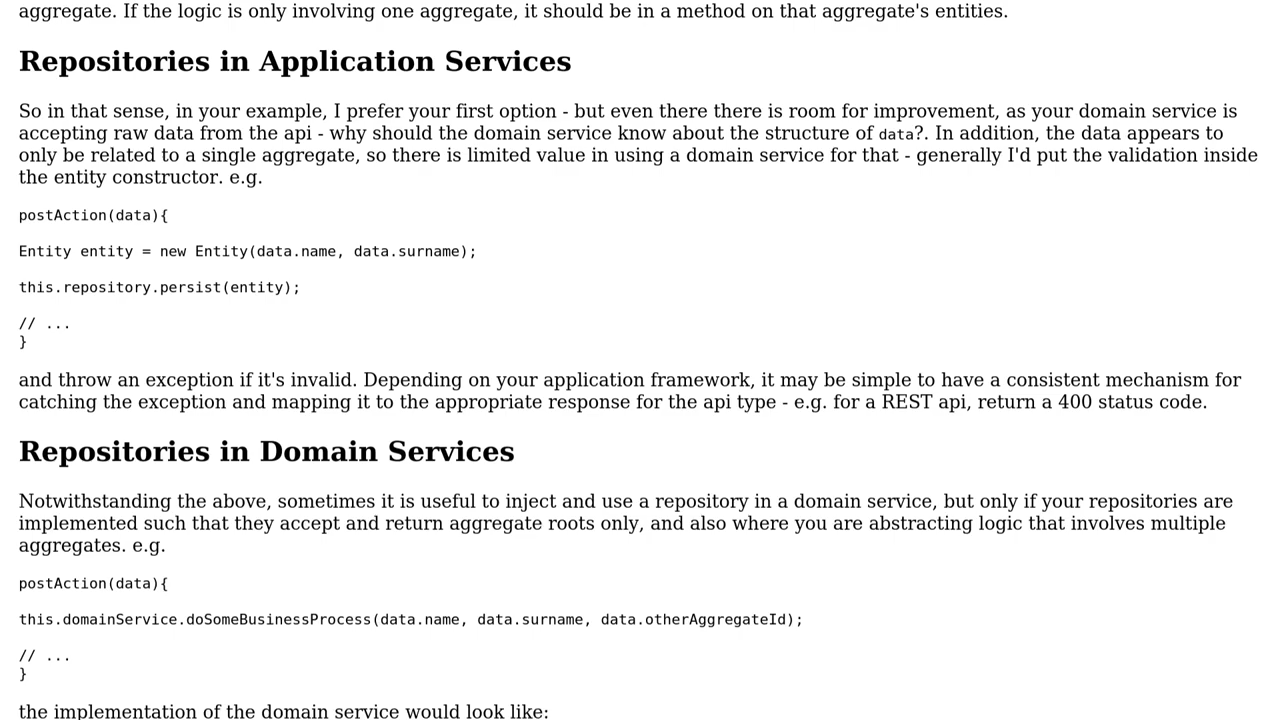 aggregate. If the logic is only involving one aggregate, it should be in a method on that aggregate's entities.
Repositories in Application Services
So in that sense, in your example, I prefer your first option - but even there there is room for improvement, as your domain service is
accepting raw data from the api - why should the domain service know about the structure of data?. In addition, the data appears to
only be related to a single aggregate, so there is limited value in using a domain service for that - generally I'd put the validation inside
the entity constructor. e.g.
postAction(data){
Entity entity = new Entity(data.name, data.surname);
this.repository.persist(entity);
// ...
}
and throw an exception if it's invalid. Depending on your application framework, it may be simple to have a consistent mechanism for
catching the exception and mapping it to the appropriate response for the api type - e.g. for a REST api, return a 400 status code.
Repositories in Domain Services
Notwithstanding the above, sometimes it is useful to inject and use a repository in a domain service, but only if your repositories are
implemented such that they accept and return aggregate roots only, and also where you are abstracting logic that involves multiple
aggregates. e.g.
postAction(data){
this.domainService.doSomeBusinessProcess(data.name, data.surname, data.otherAggregateId);
// ...
}
the implementation of the domain service would look like: